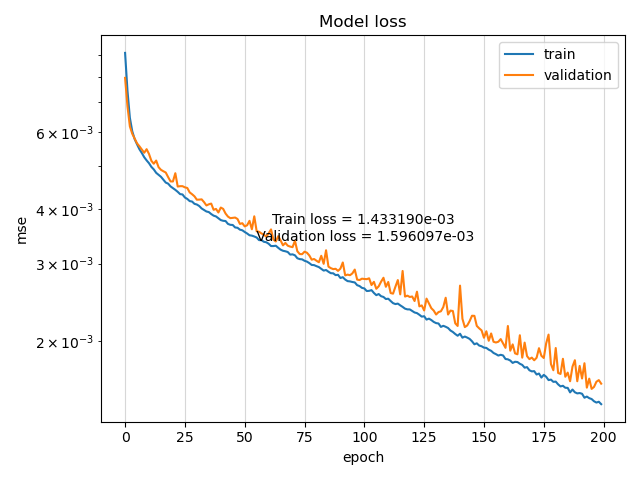 Model loss
train
validation
6 × 10⁻³
4 × 10⁻³
3 × 10⁻³
2 × 10⁻³
mse
Train loss = 1.433190e-03
Validation loss = 1.596097e-03
0 25 50 75 100 125 150 175 200
epoch